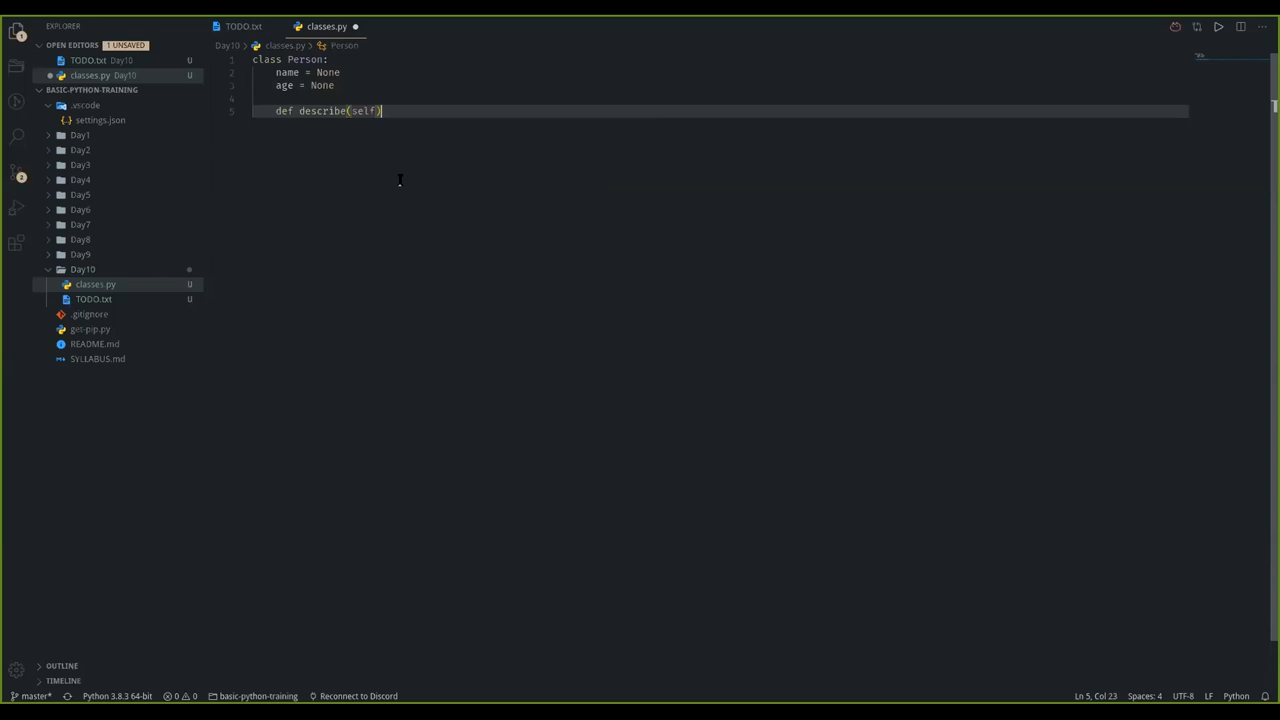 EXPLORER
TODO.txt
classes.py
OPEN EDITORS 1 UNSAVED
Day10 > classes.py > Person
TODO.txt Day10 U
classes.py Day10 U
BASIC-PYTHON-TRAINING
.vscode
settings.json
Day1
Day2
Day3
Day4
Day5
Day6
Day7
Day8
Day9
Day10
classes.py U
TODO.txt U
.gitignore
get-pip.py
README.md
SYLLABUS.md
1 class Person:
2 name = None
3 age = None
4
5 def describe(self)
1
2
OUTLINE
TIMELINE
master* Python 3.8.3 64-bit 0 0 basic-python-training Reconnect to Discord Ln 5, Col 23 Spaces: 4 UTF-8 LF Python